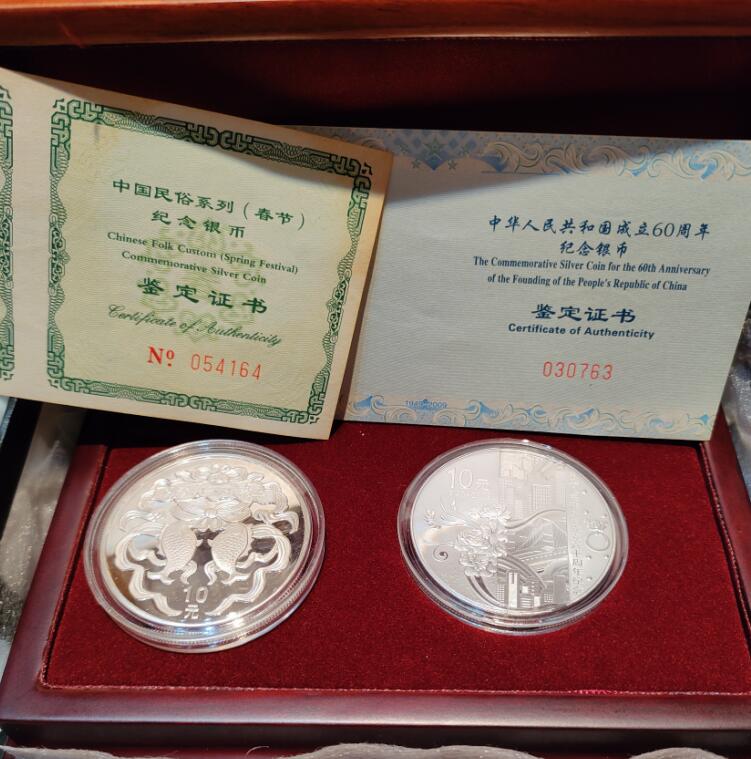 中国民俗系列（春节）
纪念银币
Chinese Folk Custom (Spring Festival)
Commemorative Silver Coin
鉴定证书
Certificate of Authenticity
Nº 054164
中华人民共和国成立60周年
纪念银币
The Commemorative Silver Coin for the 60th Anniversary
of the Founding of the People's Republic of China
鉴定证书
Certificate of Authenticity
030763
1949-2009
10
元
10元